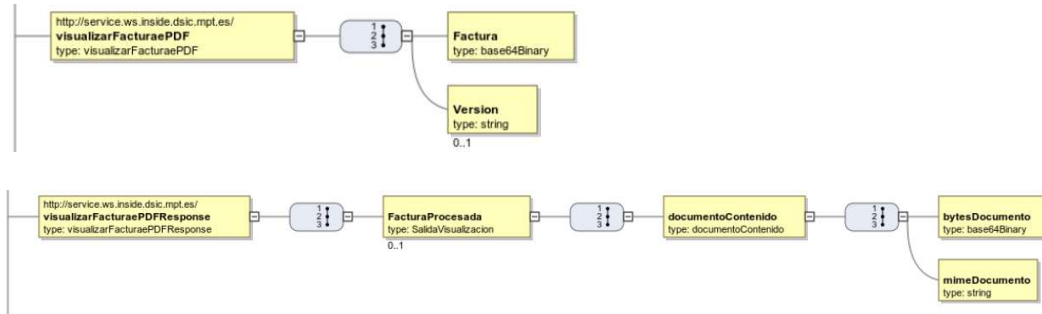 http://service.ws.inside.dsic.mpt.es/
visualizarFacturaePDF
type: visualizarFacturaePDF
1
2
3
Factura
type: base64Binary
Version
type: string
0..1
http://service.ws.inside.dsic.mpt.es/
visualizarFacturaePDFResponse
type: visualizarFacturaePDFResponse
1
2
3
FacturaProcesada
type: SalidaVisualizacion
0..1
1
2
3
documentoContenido
type: documentoContenido
1
2
3
bytesDocumento
type: base64Binary
mimeDocumento
type: string